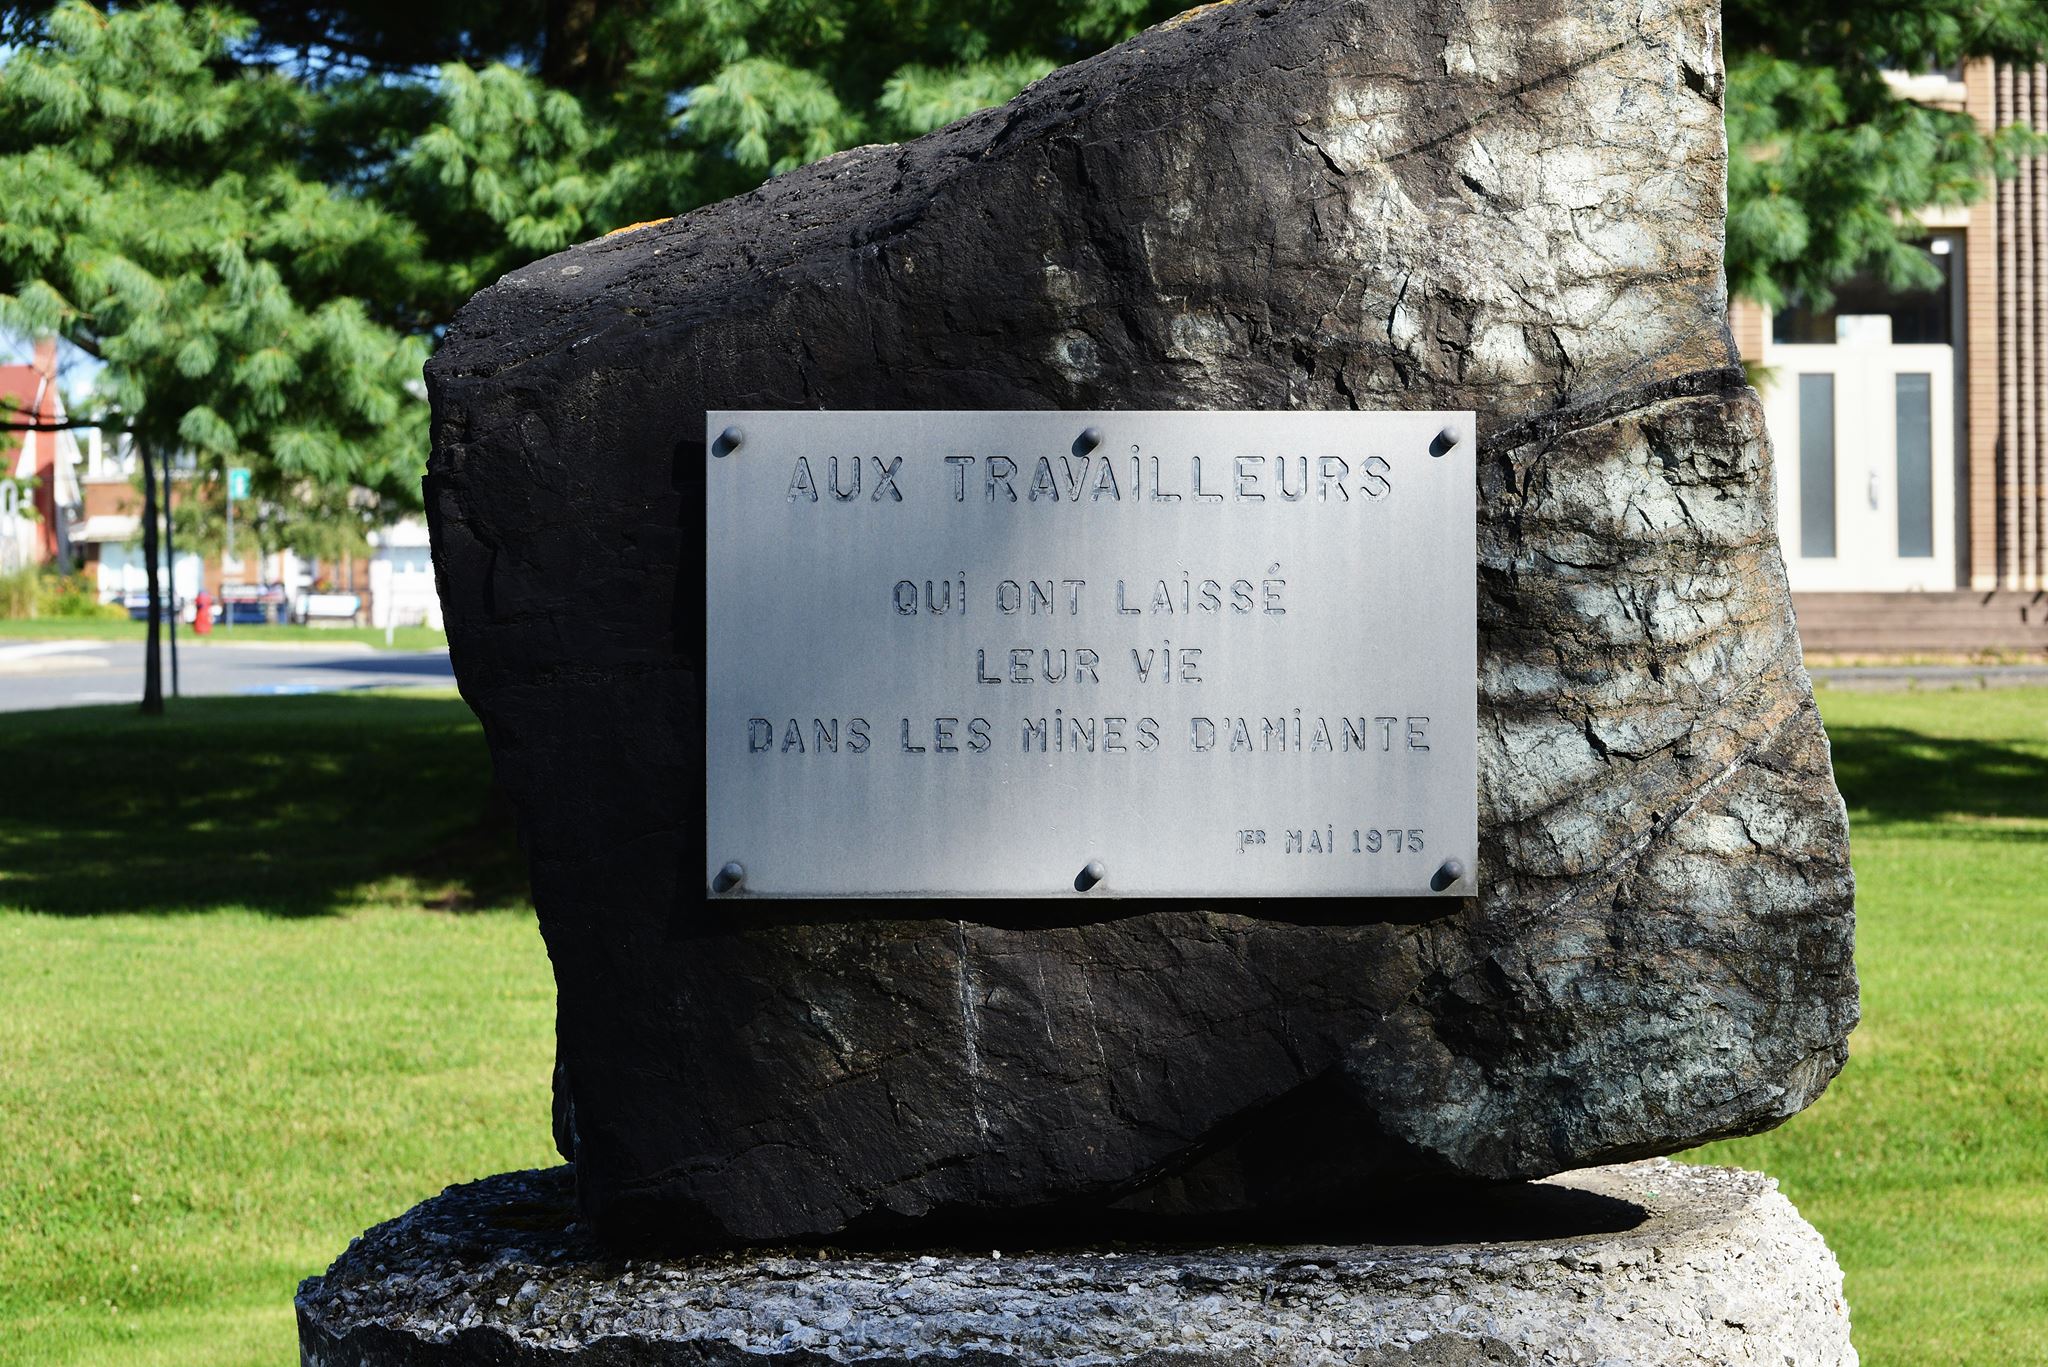 AUX TRAVAiLLEURS
QUi ONT LAiSSÉ
LEUR ViE
DANS LES MiNES D'AMiANTE
1ER MAi 1975